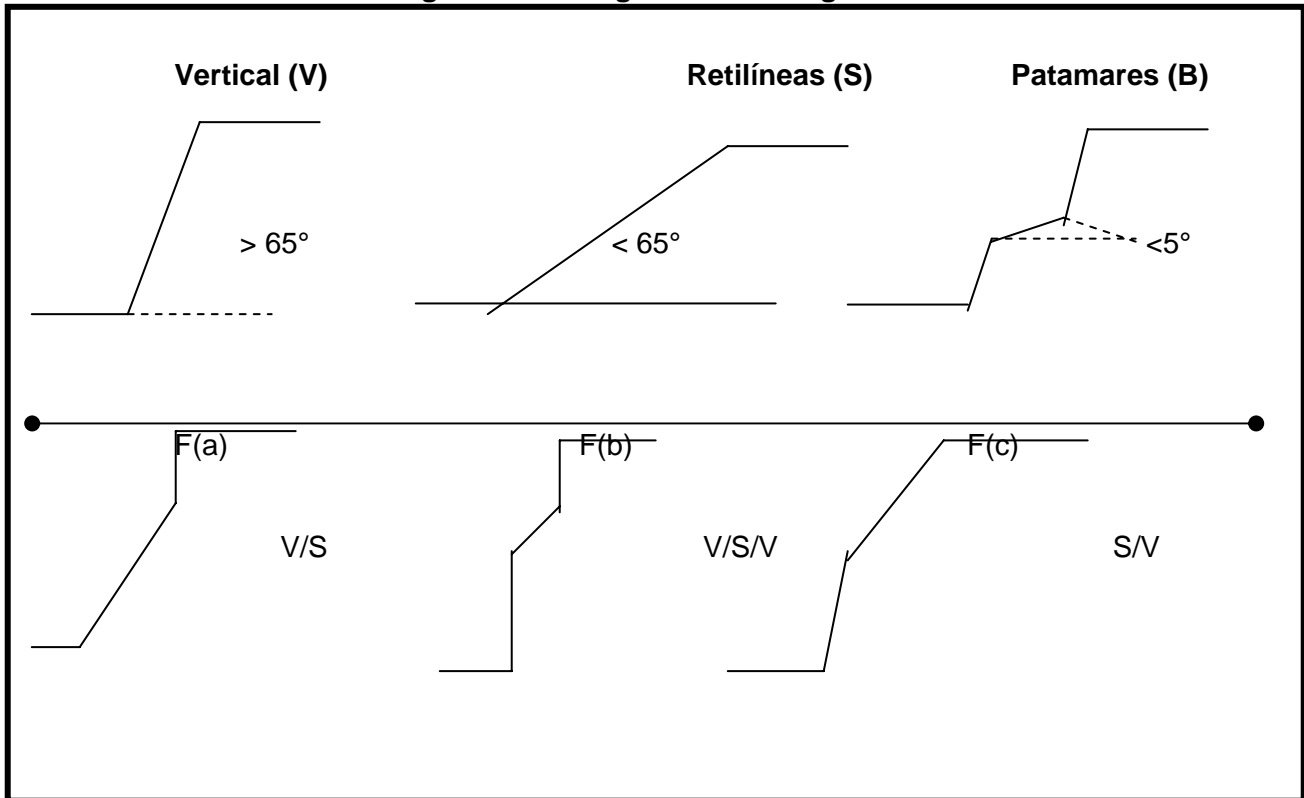 Vertical (V) Retilíneas (S) Patamares (B)
> 65° < 65° <5°
F(a) F(b) F(c)
V/S V/S/V S/V